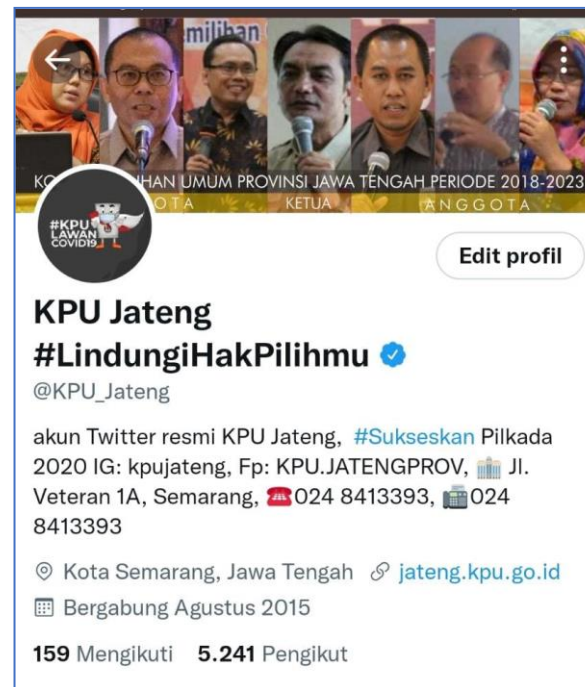 emilihan
HAN UMUM PROVINSI JAWA TENGAH PERIODE 2018-2023
OTA KETUA ANGGOTA
#KPU
LAWAN
COVID19
Edit profil
KPU Jateng
#LindungiHakPilihmu
@KPU_Jateng
akun Twitter resmi KPU Jateng, #Sukseskan Pilkada
2020 IG: kpujateng, Fp: KPU.JATENGPROV, 🏢 Jl.
Veteran 1A, Semarang, ☎024 8413393, 📠024
8413393
Kota Semarang, Jawa Tengah jateng.kpu.go.id
Bergabung Agustus 2015
159 Mengikuti 5.241 Pengikut